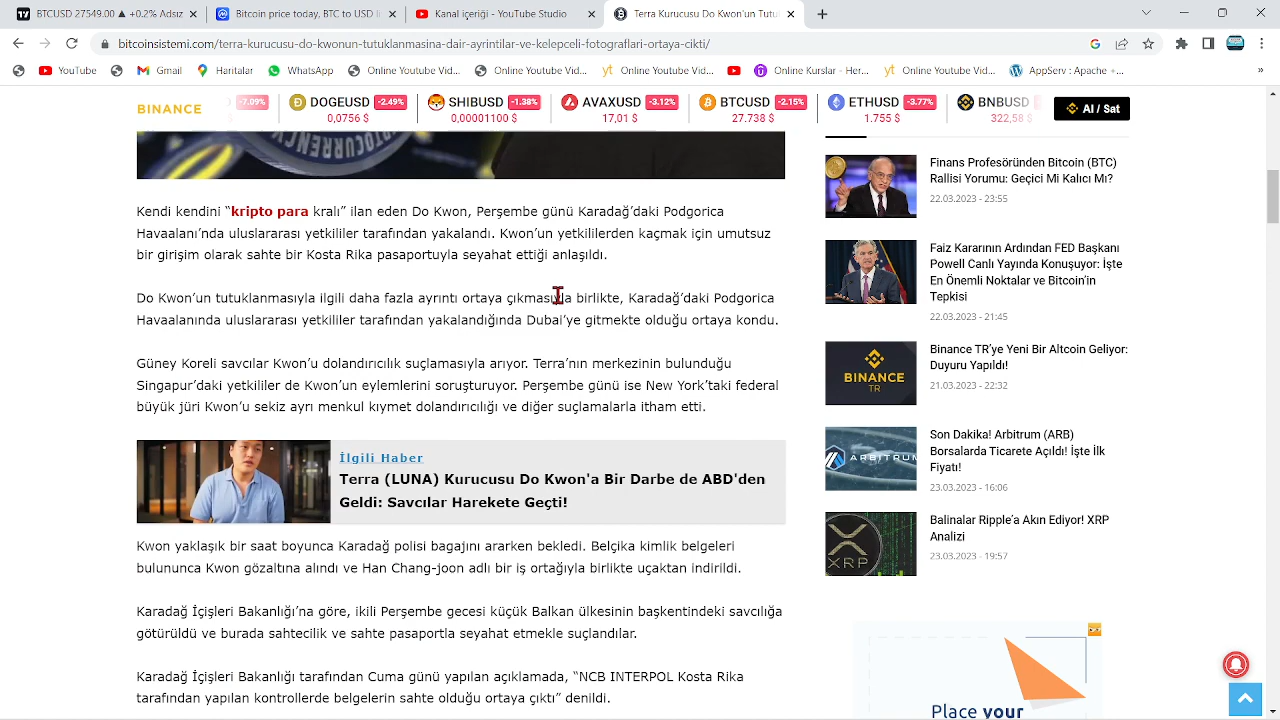 BTCUSD 27549.00 ▲ +0.2% Adsız
bitcoin, btc, btc USD li
Terra Kurucusu Do Kwon'un Tutu
bitcoinsistemi.com/terra-kurucusu-do-kwonun-tutuklanmasina-dair-ayrintilar-ve-kelepceli-fotograflari-ortaya-cikti/
YouTube
Gmail
Haritalar
WhatsApp
Online Youtube Vid...
Online Youtube Vid...
Online Youtube Vid...
Online Kurslar - Her...
Online Youtube Vid...
AppServ : Apache +...
»
BINANCE
-7.09%
DOGEUSD -2.49%
0,0756 $
SHIBUSD -1.38%
0,00001100 $
AVAXUSD -3.12%
17,01 $
BTCUSD -2.15%
27.738 $
ETHUSD -3.77%
1.755 $
BNBUSD
322,58 $
Al / Sat
CRYPTOCURRENCY
Kendi kendini “kripto para kralı” ilan eden Do Kwon, Perşembe günü Karadağ’daki Podgorica
Havaalanı’nda uluslararası yetkililer tarafından yakalandı. Kwon’un yetkililerden kaçmak için umutsuz
bir girişim olarak sahte bir Kosta Rika pasaportuyla seyahat ettiği anlaşıldı.
Do Kwon’un tutuklanmasıyla ilgili daha fazla ayrıntı ortaya çıkmasıyla birlikte, Karadağ’daki Podgorica
Havaalanında uluslararası yetkililer tarafından yakalandığında Dubai’ye gitmekte olduğu ortaya kondu.
Güney Koreli savcılar Kwon’u dolandırıcılık suçlamasıyla arıyor. Terra’nın merkezinin bulunduğu
Singapur’daki yetkililer de Kwon’un eylemlerini soruşturuyor. Perşembe günü ise New York’taki federal
büyük jüri Kwon’u sekiz ayrı menkul kıymet dolandırıcılığı ve diğer suçlamalarla itham etti.
İlgili Haber
Terra (LUNA) Kurucusu Do Kwon'a Bir Darbe de ABD'den
Geldi: Savcılar Harekete Geçti!
Kwon yaklaşık bir saat boyunca Karadağ polisi bagajını ararken bekledi. Belçika kimlik belgeleri
bulununca Kwon gözaltına alındı ve Han Chang-joon adlı bir iş ortağıyla birlikte uçaktan indirildi.
Karadağ İçişleri Bakanlığı’na göre, ikili Perşembe gecesi küçük Balkan ülkesinin başkentindeki savcılığa
götürüldü ve burada sahtecilik ve sahte pasaportla seyahat etmekle suçlandılar.
Karadağ İçişleri Bakanlığı tarafından Cuma günü yapılan açıklamada, “NCB INTERPOL Kosta Rika
tarafından yapılan kontrollerde belgelerin sahte olduğu ortaya çıktı” denildi.
Finans Profesöründen Bitcoin (BTC)
Rallisi Yorumu: Geçici Mi Kalıcı Mı?
22.03.2023 - 23:55
Faiz Kararının Ardından FED Başkanı
Powell Canlı Yayında Konuşuyor: İşte
En Önemli Noktalar ve Bitcoin'in
Tepkisi
22.03.2023 - 21:45
BINANCE
TR
Binance TR’ye Yeni Bir Altcoin Geliyor:
Duyuru Yapıldı!
21.03.2023 - 22:32
ARBITRUM
Son Dakika! Arbitrum (ARB)
Borsalarda Ticarete Açıldı! İşte İlk
Fiyatı!
23.03.2023 - 16:06
XRP
Balinalar Ripple’a Akın Ediyor! XRP
Analizi
23.03.2023 - 19:57
Place your